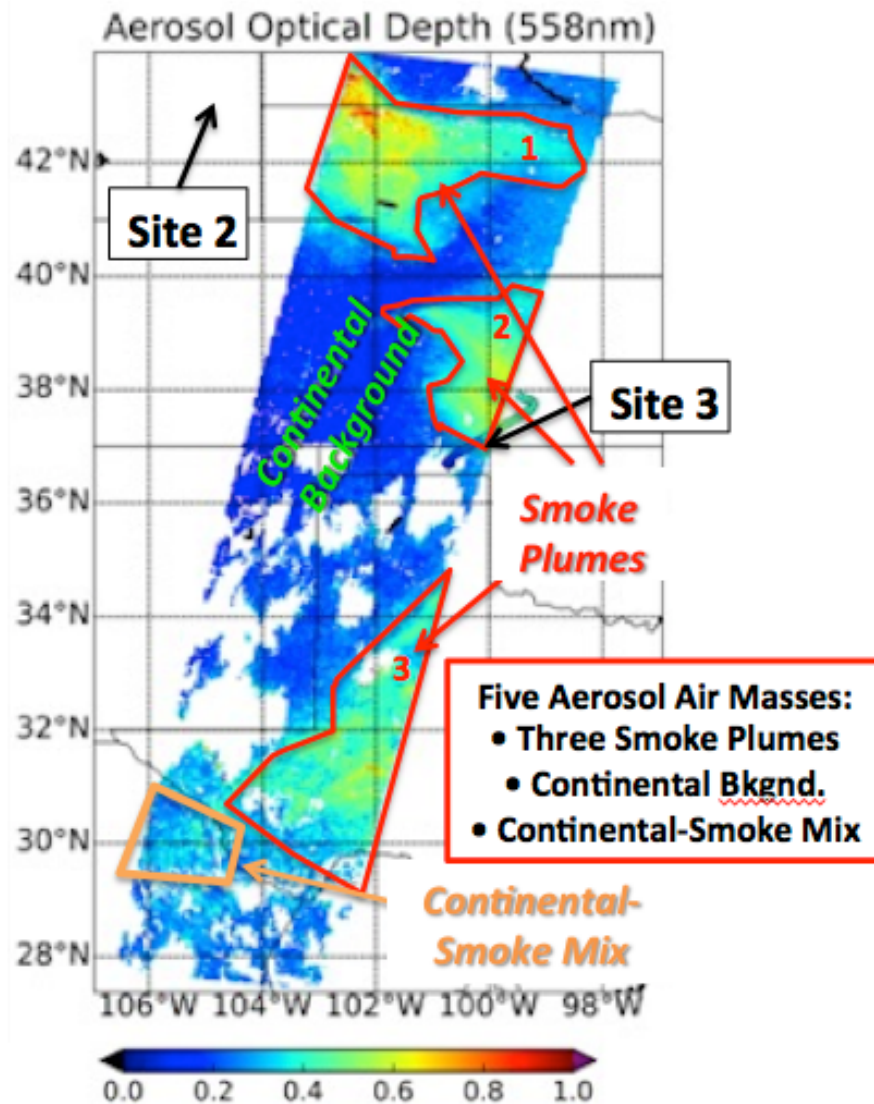 Aerosol Optical Depth (558nm)
42°N
1
Site 2
40°N
2
Continental
Background
38°N
Site 3
36°N
Smoke
Plumes
34°N
3
Five Aerosol Air Masses:
• Three Smoke Plumes
• Continental Bkgnd.
• Continental-Smoke Mix
32°N
30°N
Continental-
Smoke Mix
28°N
106°W 104°W 102°W 100°W 98°W
0.0 0.2 0.4 0.6 0.8 1.0